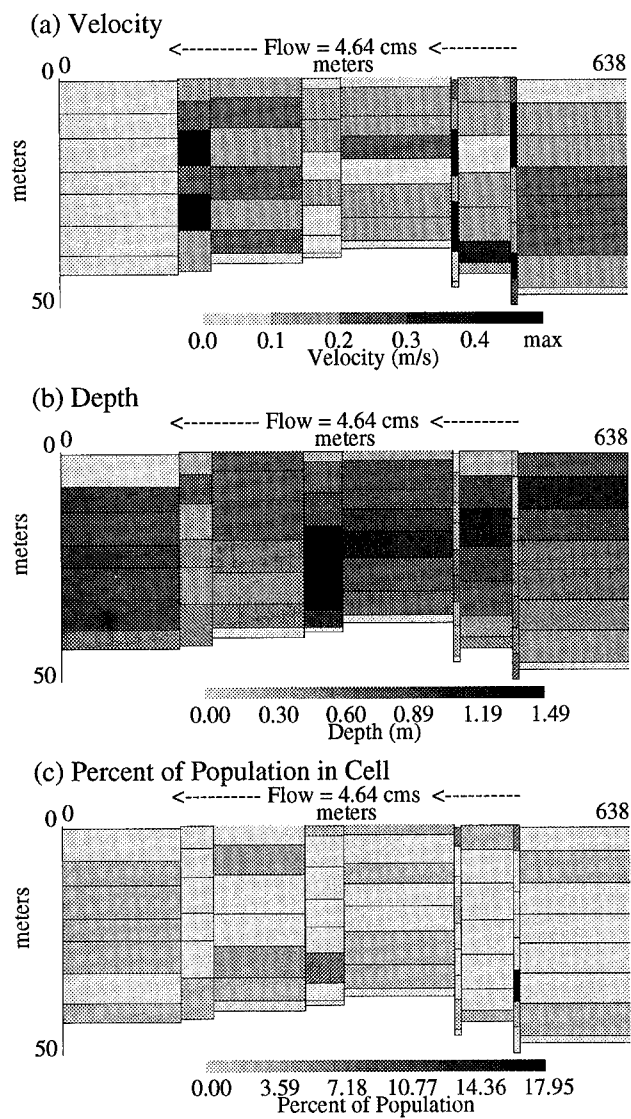 (a) Velocity
<--------- Flow = 4.64 cms <---------
0 0 meters 638
meters
50
0.0 0.1 0.2 0.3 0.4 max
Velocity (m/s)
(b) Depth
<--------- Flow = 4.64 cms <---------
0 0 meters 638
meters
50
0.00 0.30 0.60 0.89 1.19 1.49
Depth (m)
(c) Percent of Population in Cell
<--------- Flow = 4.64 cms <---------
0 0 meters 638
meters
50
0.00 3.59 7.18 10.77 14.36 17.95
Percent of Population